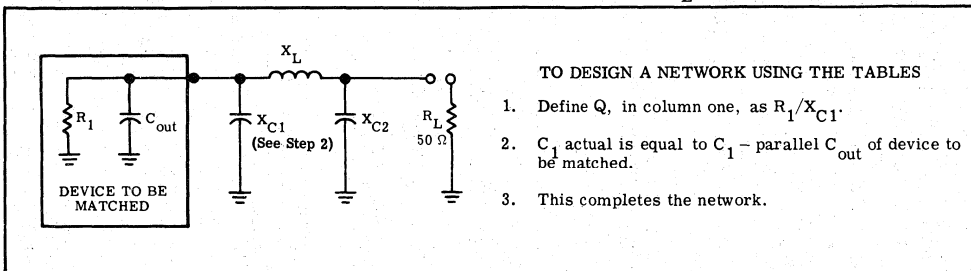 L
X_L
R_1
C_out
X_C1
(See Step 2)
X_C2
R_L
50 Ω
DEVICE TO BE
MATCHED
TO DESIGN A NETWORK USING THE TABLES
1. Define Q, in column one, as R_1/X_C1.
2. C_1 actual is equal to C_1 – parallel C_out of device to
be matched.
3. This completes the network.